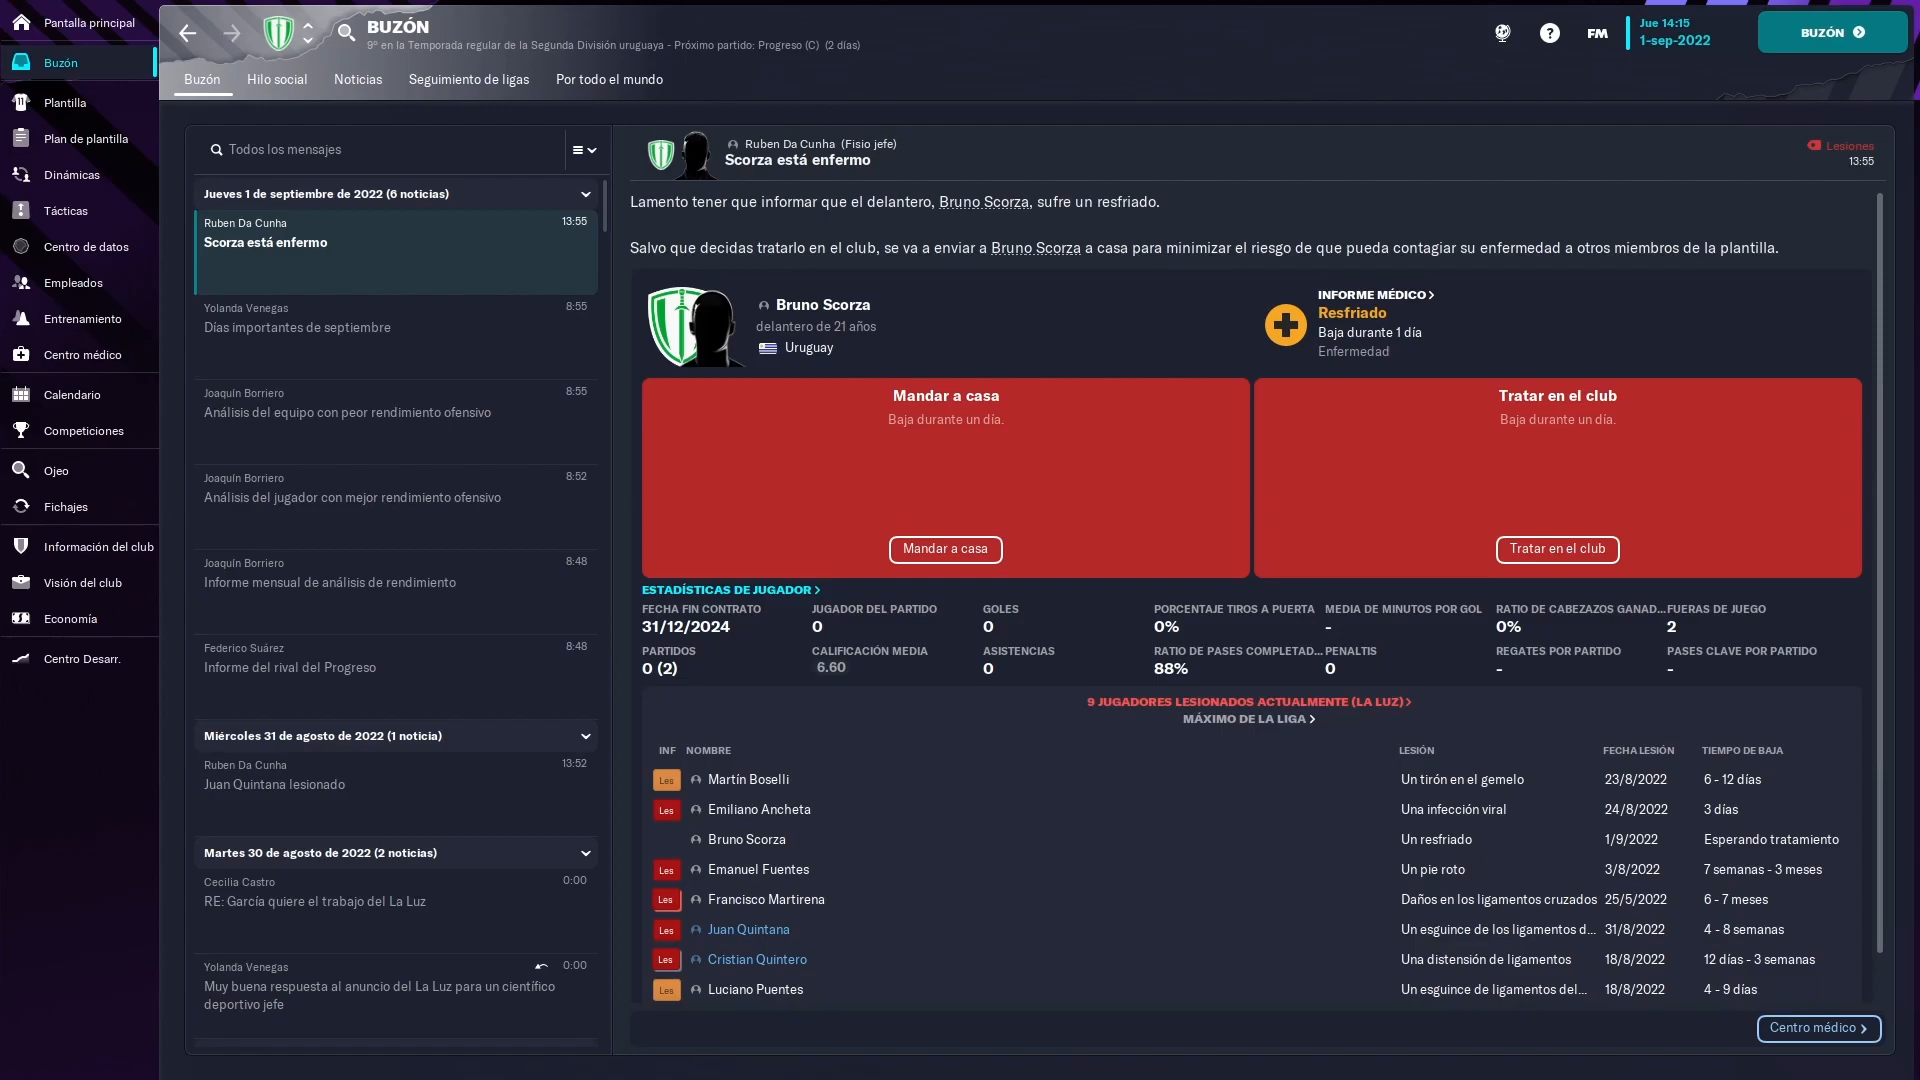 Pantalla principal
Buzón
Plantilla
Plan de plantilla
Dinámicas
Tácticas
Centro de datos
Empleados
Entrenamiento
Centro médico
Calendario
Competiciones
Ojeo
Fichajes
Información del club
Visión del club
Economía
Centro Desarr.
BUZÓN
9º en la Temporada regular de la Segunda División uruguaya - Próximo partido: Progreso (C) (2 días)
FM
Jue 14:15
1-sep-2022
BUZÓN
Buzón Hilo social Noticias Seguimiento de ligas Por todo el mundo
Todos los mensajes
Jueves 1 de septiembre de 2022 (6 noticias)
Ruben Da Cunha 13:55
Scorza está enfermo
Yolanda Venegas 8:55
Días importantes de septiembre
Joaquín Borriero 8:55
Análisis del equipo con peor rendimiento ofensivo
Joaquín Borriero 8:52
Análisis del jugador con mejor rendimiento ofensivo
Joaquín Borriero 8:48
Informe mensual de análisis de rendimiento
Federico Suárez 8:48
Informe del rival del Progreso
Miércoles 31 de agosto de 2022 (1 noticia)
Ruben Da Cunha 13:52
Juan Quintana lesionado
Martes 30 de agosto de 2022 (2 noticias)
Cecilia Castro 0:00
RE: García quiere el trabajo del La Luz
Yolanda Venegas 0:00
Muy buena respuesta al anuncio del La Luz para un científico
deportivo jefe
Ruben Da Cunha (Fisio jefe)
Scorza está enfermo
Lesiones
13:55
Lamento tener que informar que el delantero, Bruno Scorza, sufre un resfriado.
Salvo que decidas tratarlo en el club, se va a enviar a Bruno Scorza a casa para minimizar el riesgo de que pueda contagiar su enfermedad a otros miembros de la plantilla.
Bruno Scorza
delantero de 21 años
Uruguay
INFORME MÉDICO
Resfriado
Baja durante 1 día
Enfermedad
Mandar a casa
Baja durante un día.
Mandar a casa
Tratar en el club
Baja durante un día.
Tratar en el club
ESTADÍSTICAS DE JUGADOR
FECHA FIN CONTRATO JUGADOR DEL PARTIDO GOLES PORCENTAJE TIROS A PUERTA MEDIA DE MINUTOS POR GOL RATIO DE CABEZAZOS GANAD... FUERAS DE JUEGO
31/12/2024 0 0 0% - 0% 2
PARTIDOS CALIFICACIÓN MEDIA ASISTENCIAS RATIO DE PASES COMPLETAD... PENALTIS REGATES POR PARTIDO PASES CLAVE POR PARTIDO
0 (2) 6.60 0 88% 0 - -
9 JUGADORES LESIONADOS ACTUALMENTE (LA LUZ)
MÁXIMO DE LA LIGA
INF NOMBRE LESIÓN FECHA LESIÓN TIEMPO DE BAJA
Les Martín Boselli Un tirón en el gemelo 23/8/2022 6 - 12 días
Les Emiliano Ancheta Una infección viral 24/8/2022 3 días
Bruno Scorza Un resfriado 1/9/2022 Esperando tratamiento
Les Emanuel Fuentes Un pie roto 3/8/2022 7 semanas - 3 meses
Les Francisco Martirena Daños en los ligamentos cruzados 25/5/2022 6 - 7 meses
Les Juan Quintana Un esguince de los ligamentos d... 31/8/2022 4 - 8 semanas
Les Cristian Quintero Una distensión de ligamentos 18/8/2022 12 días - 3 semanas
Les Luciano Puentes Un esguince de ligamentos del... 18/8/2022 4 - 9 días
Centro médico